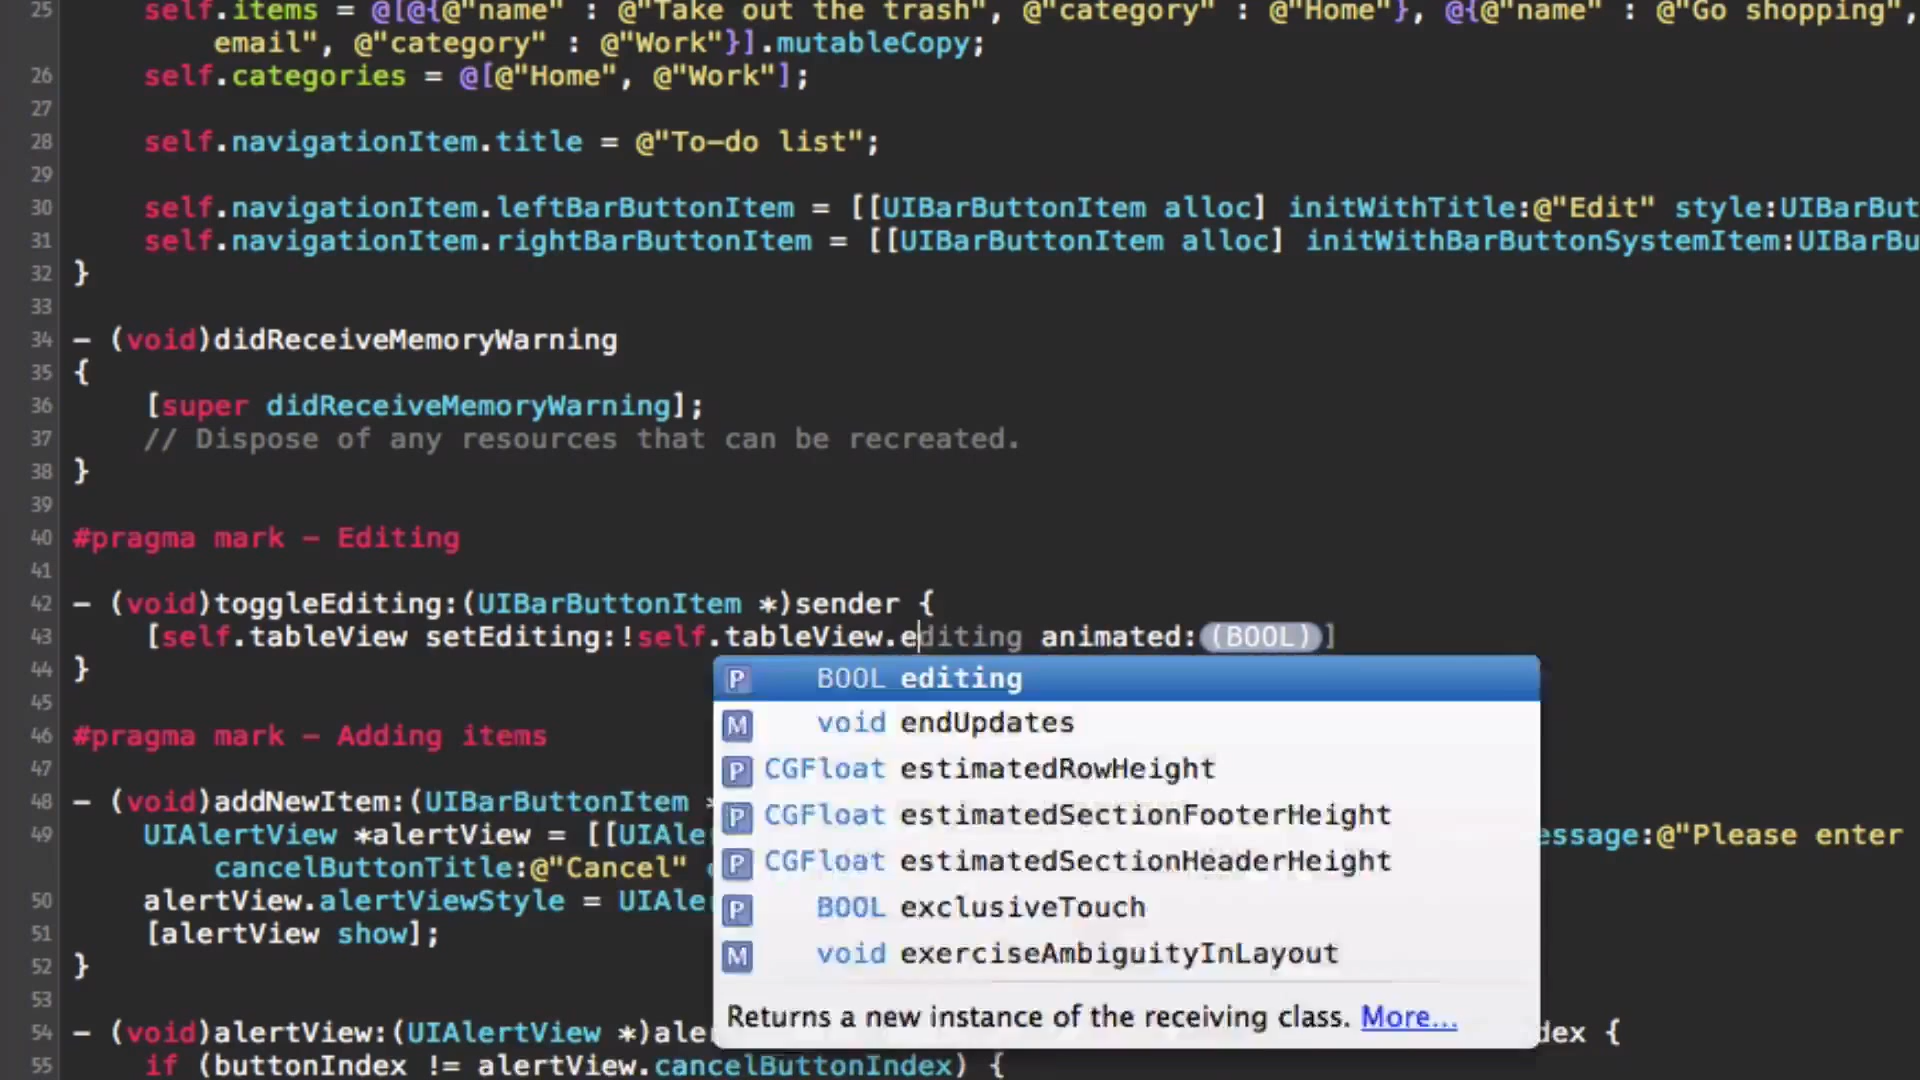 25 self.items = @[@{@"name" : @"Take out the trash", @"category" : @"Home"}, @{@"name" : @"Go shopping",
email", @"category" : @"Work"}].mutableCopy;
26 self.categories = @[@"Home", @"Work"];
27
28 self.navigationItem.title = @"To-do list";
29
30 self.navigationItem.leftBarButtonItem = [[UIBarButtonItem alloc] initWithTitle:@"Edit" style:UIBarBut
31 self.navigationItem.rightBarButtonItem = [[UIBarButtonItem alloc] initWithBarButtonSystemItem:UIBarBu
32 }
33
34 - (void)didReceiveMemoryWarning
35 {
36 [super didReceiveMemoryWarning];
37 // Dispose of any resources that can be recreated.
38 }
39
40 #pragma mark - Editing
41
42 - (void)toggleEditing:(UIBarButtonItem *)sender {
43 [self.tableView setEditing:!self.tableView.editing animated:(BOOL)]
44 }
45
46 #pragma mark - Adding items
47
48 - (void)addNewItem:(UIBarButtonItem *
49 UIAlertView *alertView = [[UIAler essage:@"Please enter
cancelButtonTitle:@"Cancel"
50 alertView.alertViewStyle = UIAle
51 [alertView show];
52 }
53
54 - (void)alertView:(UIAlertView *)aler dex {
55 if (buttonIndex != alertView.cancelButtonIndex) {
P BOOL editing
M void endUpdates
P CGFloat estimatedRowHeight
P CGFloat estimatedSectionFooterHeight
P CGFloat estimatedSectionHeaderHeight
P BOOL exclusiveTouch
M void exerciseAmbiguityInLayout
Returns a new instance of the receiving class. More...